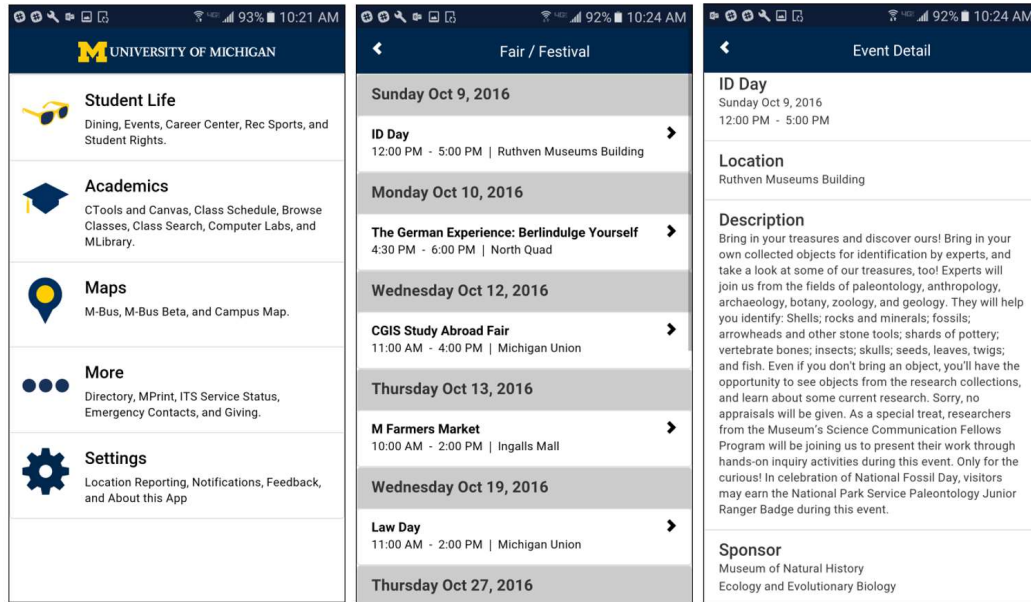 93% 10:21 AM
UNIVERSITY OF MICHIGAN
Student Life
Dining, Events, Career Center, Rec Sports, and
Student Rights.
Academics
CTools and Canvas, Class Schedule, Browse
Classes, Class Search, Computer Labs, and
MLibrary.
Maps
M-Bus, M-Bus Beta, and Campus Map.
More
Directory, MPrint, ITS Service Status,
Emergency Contacts, and Giving.
Settings
Location Reporting, Notifications, Feedback,
and About this App
92% 10:24 AM
Fair / Festival
Sunday Oct 9, 2016
ID Day
12:00 PM - 5:00 PM | Ruthven Museums Building
Monday Oct 10, 2016
The German Experience: Berlindulge Yourself
4:30 PM - 6:00 PM | North Quad
Wednesday Oct 12, 2016
CGIS Study Abroad Fair
11:00 AM - 4:00 PM | Michigan Union
Thursday Oct 13, 2016
M Farmers Market
10:00 AM - 2:00 PM | Ingalls Mall
Wednesday Oct 19, 2016
Law Day
11:00 AM - 2:00 PM | Michigan Union
Thursday Oct 27, 2016
92% 10:24 AM
Event Detail
ID Day
Sunday Oct 9, 2016
12:00 PM - 5:00 PM
Location
Ruthven Museums Building
Description
Bring in your treasures and discover ours! Bring in your
own collected objects for identification by experts, and
take a look at some of our treasures, too! Experts will
join us from the fields of paleontology, anthropology,
archaeology, botany, zoology, and geology. They will help
you identify: Shells; rocks and minerals; fossils;
arrowheads and other stone tools; shards of pottery;
vertebrate bones; insects; skulls; seeds, leaves, twigs;
and fish. Even if you don't bring an object, you'll have the
opportunity to see objects from the research collections,
and learn about some current research. Sorry, no
appraisals will be given. As a special treat, researchers
from the Museum's Science Communication Fellows
Program will be joining us to present their work through
hands-on inquiry activities during this event. Only for the
curious! In celebration of National Fossil Day, visitors
may earn the National Park Service Paleontology Junior
Ranger Badge during this event.
Sponsor
Museum of Natural History
Ecology and Evolutionary Biology